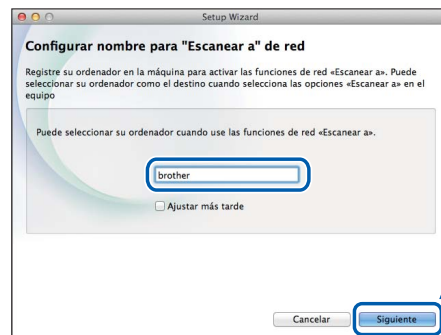 Setup Wizard
Configurar nombre para "Escanear a" de red
Registre su ordenador en la máquina para activar las funciones de red «Escanear a». Puede
seleccionar su ordenador como el destino cuando selecciona las opciones «Escanear a» en el
equipo
Puede seleccionar su ordenador cuando use las funciones de red «Escanear a».
brother
Ajustar más tarde
Cancelar
Siguiente